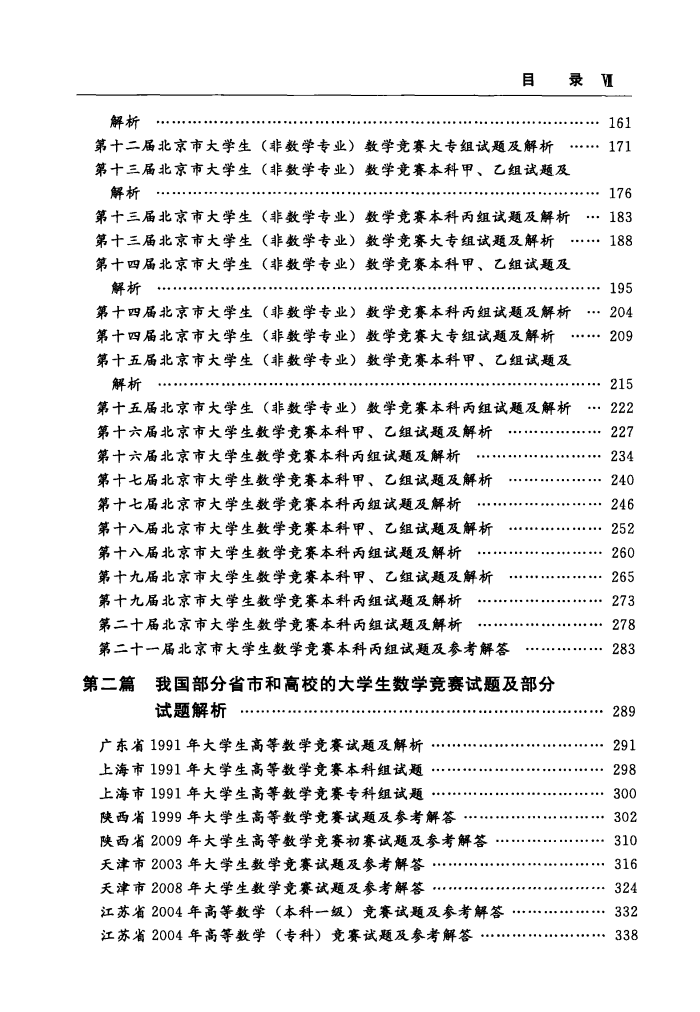 目 录 Ⅶ
解析 …………………………………………………………………… 161
第十二届北京市大学生（非数学专业）数学竞赛大专组试题及解析 …… 171
第十三届北京市大学生（非数学专业）数学竞赛本科甲、乙组试题及
解析 …………………………………………………………………… 176
第十三届北京市大学生（非数学专业）数学竞赛本科丙组试题及解析 … 183
第十三届北京市大学生（非数学专业）数学竞赛大专组试题及解析 …… 188
第十四届北京市大学生（非数学专业）数学竞赛本科甲、乙组试题及
解析 …………………………………………………………………… 195
第十四届北京市大学生（非数学专业）数学竞赛本科丙组试题及解析 … 204
第十四届北京市大学生（非数学专业）数学竞赛大专组试题及解析 …… 209
第十五届北京市大学生（非数学专业）数学竞赛本科甲、乙组试题及
解析 …………………………………………………………………… 215
第十五届北京市大学生（非数学专业）数学竞赛本科丙组试题及解析 … 222
第十六届北京市大学生数学竞赛本科甲、乙组试题及解析 ……………… 227
第十六届北京市大学生数学竞赛本科丙组试题及解析 …………………… 234
第十七届北京市大学生数学竞赛本科甲、乙组试题及解析 ……………… 240
第十七届北京市大学生数学竞赛本科丙组试题及解析 …………………… 246
第十八届北京市大学生数学竞赛本科甲、乙组试题及解析 ……………… 252
第十八届北京市大学生数学竞赛本科丙组试题及解析 …………………… 260
第十九届北京市大学生数学竞赛本科甲、乙组试题及解析 ……………… 265
第十九届北京市大学生数学竞赛本科丙组试题及解析 …………………… 273
第二十届北京市大学生数学竞赛本科丙组试题及解析 …………………… 278
第二十一届北京市大学生数学竞赛本科丙组试题及参考解答 …………… 283
第二篇 我国部分省市和高校的大学生数学竞赛试题及部分
试题解析 ……………………………………………………………… 289
广东省 1991 年大学生高等数学竞赛试题及解析 …………………………… 291
上海市 1991 年大学生高等数学竞赛本科组试题 …………………………… 298
上海市 1991 年大学生高等数学竞赛专科组试题 …………………………… 300
陕西省 1999 年大学生高等数学竞赛试题及参考解答 ……………………… 302
陕西省 2009 年大学生高等数学竞赛初赛试题及参考解答 ………………… 310
天津市 2003 年大学生数学竞赛试题及参考解答 …………………………… 316
天津市 2008 年大学生数学竞赛试题及参考解答 …………………………… 324
江苏省 2004 年高等数学（本科一级）竞赛试题及参考解答 ……………… 332
江苏省 2004 年高等数学（专科）竞赛试题及参考解答 …………………… 338